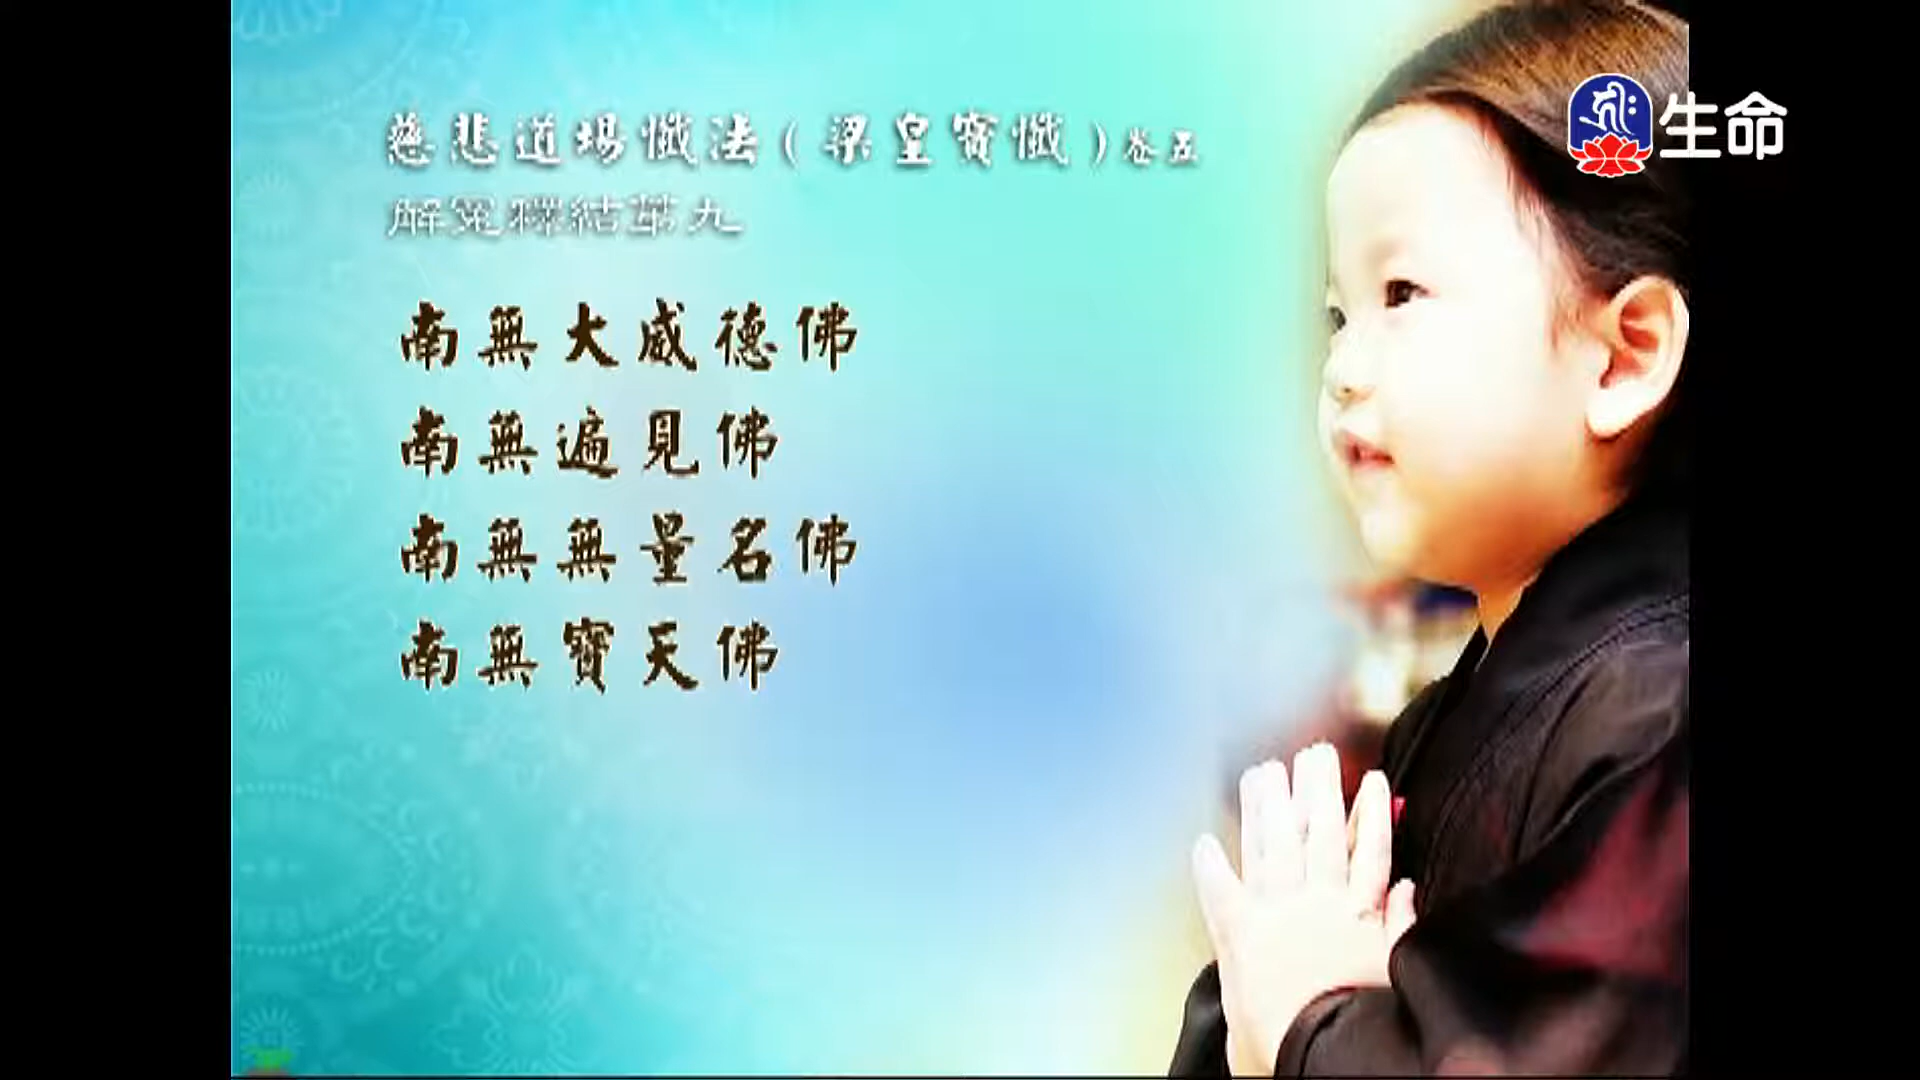 慈悲道場懺法(梁皇寶懺)卷五
生命
解冤釋結第九
南無大威德佛
南無遍見佛
南無無量名佛
南無寶天佛